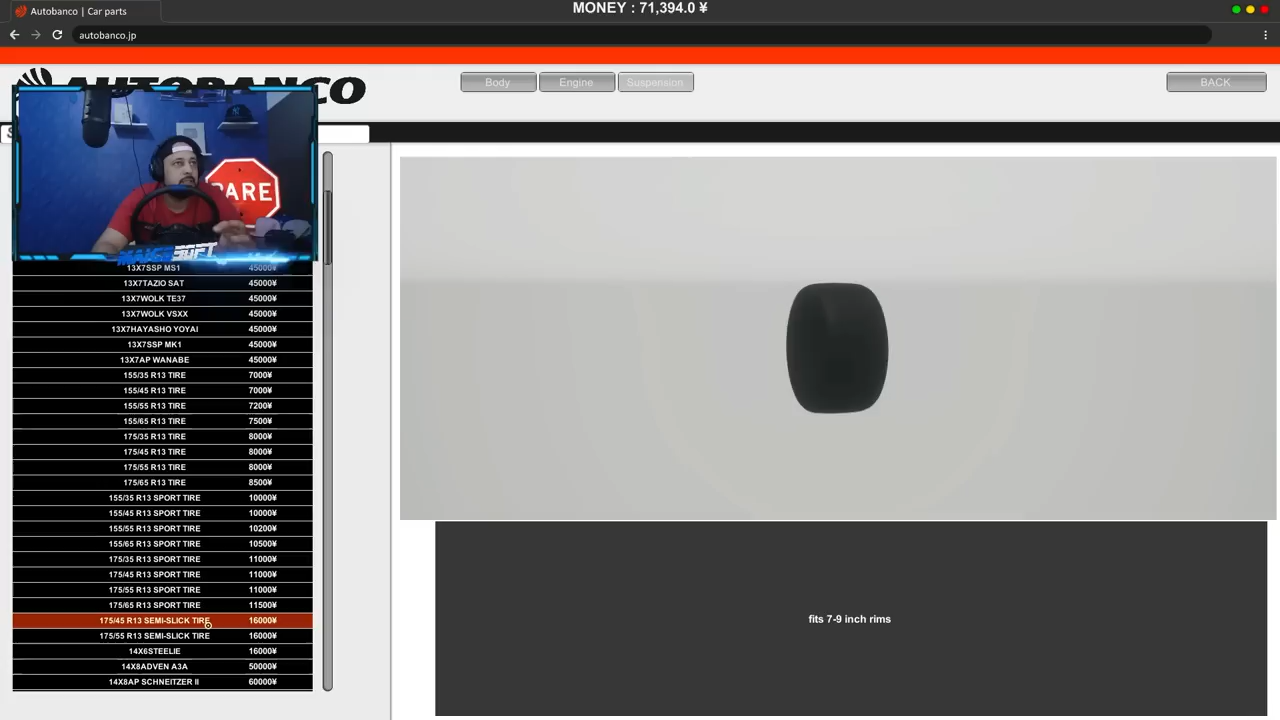 Autobanco | Car parts
MONEY : 71,394.0 ¥
autobanco.jp
AUTOBANCO
Body
Engine
Suspension
BACK
PARE
13X7SSP MS1 45000¥
13X7TAZIO SAT 45000¥
13X7WOLK TE37 45000¥
13X7WOLK VSXX 45000¥
13X7HAYASHO YOYAI 45000¥
13X7SSP MK1 45000¥
13X7AP WANABE 45000¥
155/35 R13 TIRE 7000¥
155/45 R13 TIRE 7000¥
155/55 R13 TIRE 7200¥
155/65 R13 TIRE 7500¥
175/35 R13 TIRE 8000¥
175/45 R13 TIRE 8000¥
175/55 R13 TIRE 8000¥
175/65 R13 TIRE 8500¥
155/35 R13 SPORT TIRE 10000¥
155/45 R13 SPORT TIRE 10000¥
155/55 R13 SPORT TIRE 10200¥
155/65 R13 SPORT TIRE 10500¥
175/35 R13 SPORT TIRE 11000¥
175/45 R13 SPORT TIRE 11000¥
175/55 R13 SPORT TIRE 11000¥
175/65 R13 SPORT TIRE 11500¥
175/45 R13 SEMI-SLICK TIRE 16000¥
175/55 R13 SEMI-SLICK TIRE 16000¥
14X6STEELIE 16000¥
14X8ADVEN A3A 50000¥
14X8AP SCHNEITZER II 60000¥
fits 7-9 inch rims